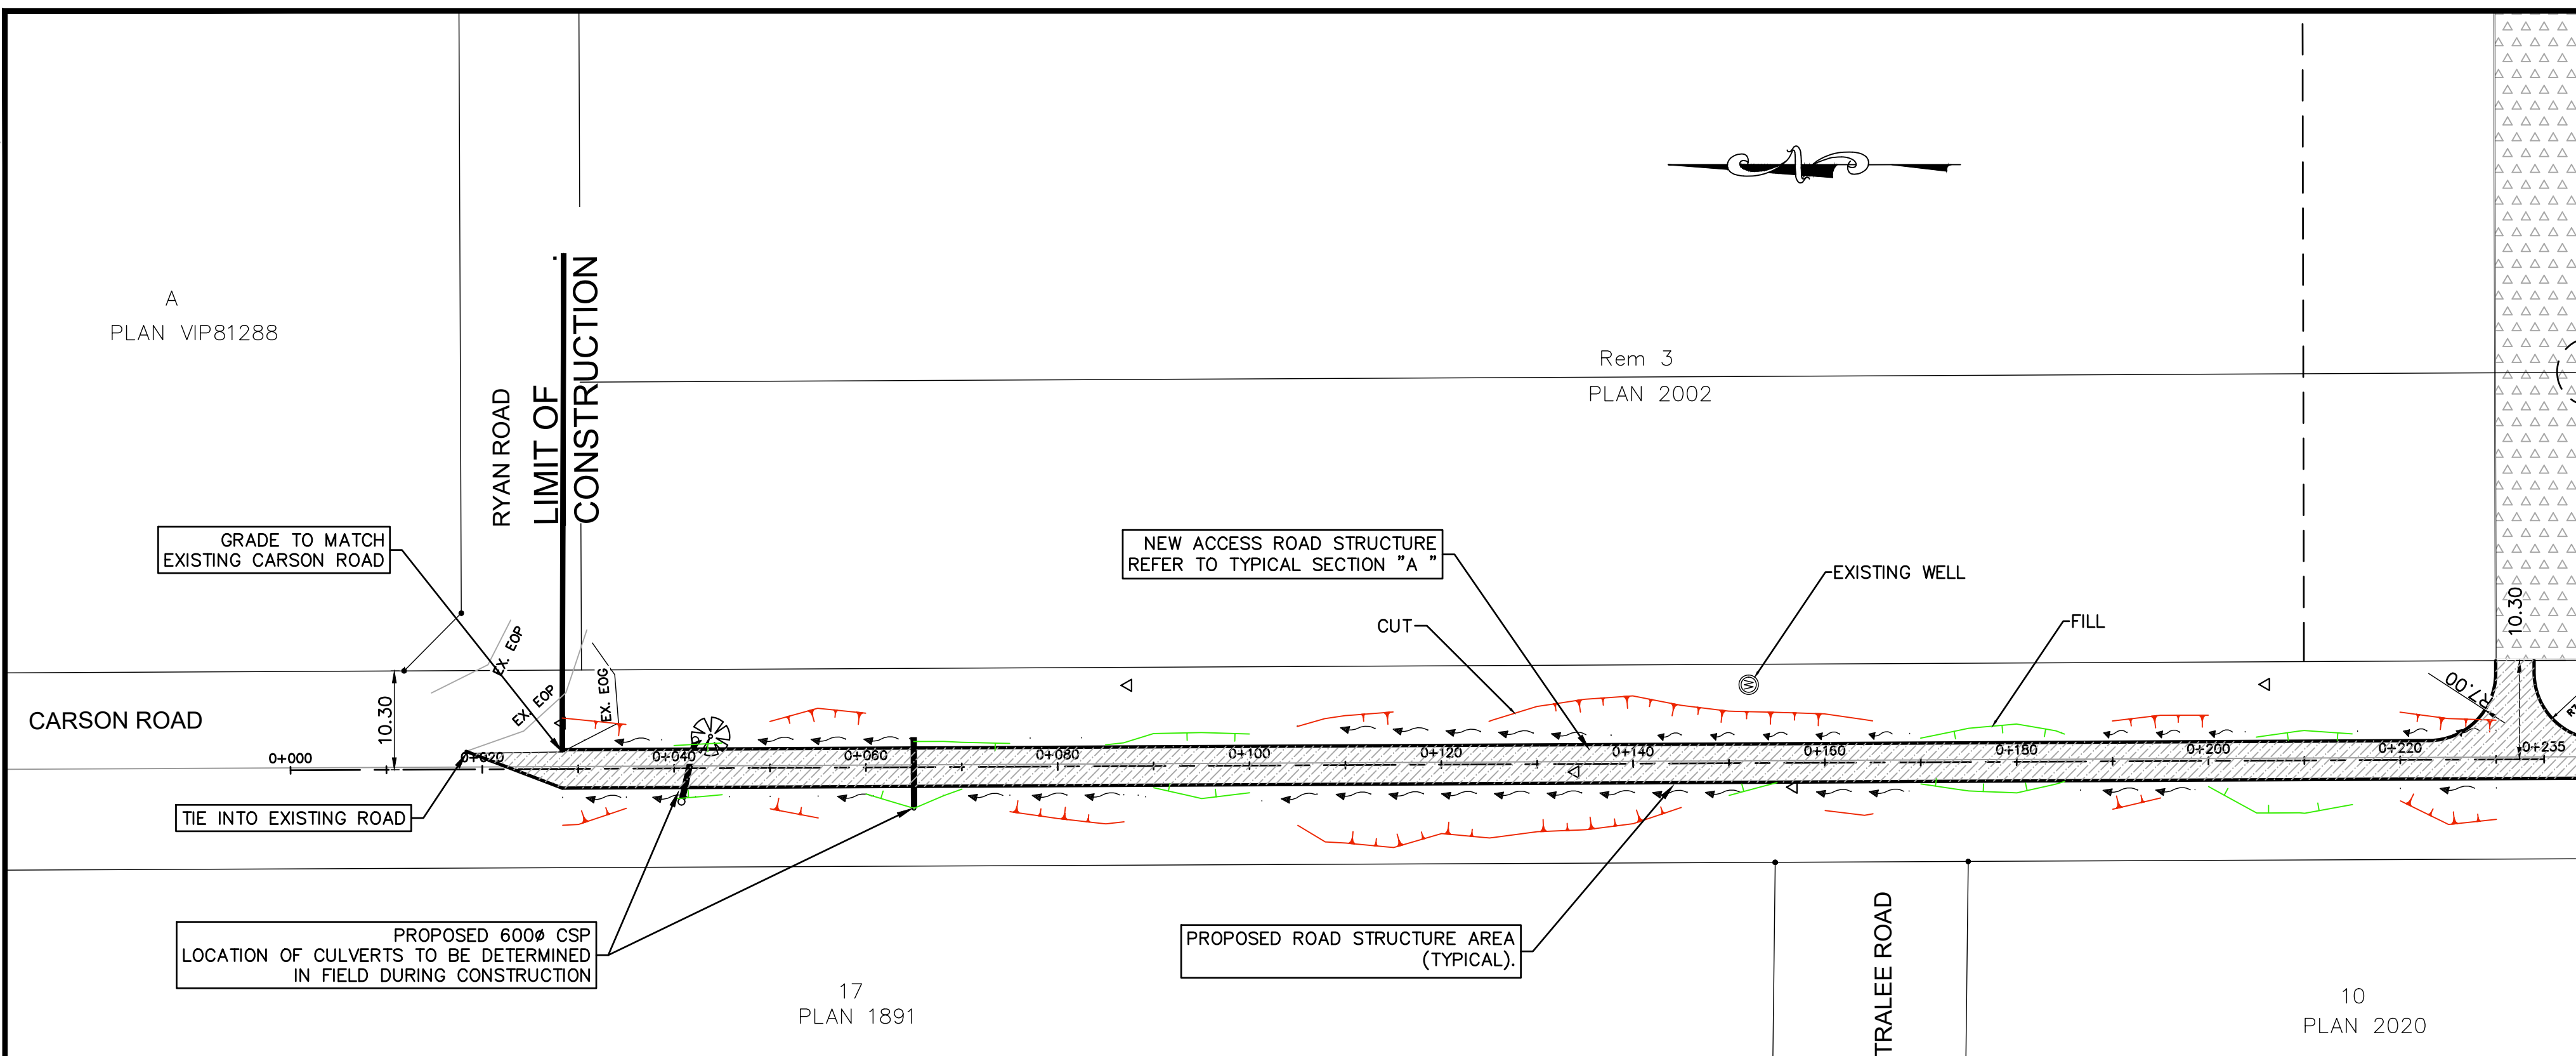 A
PLAN VIP81288
RYAN ROAD
LIMIT OF
CONSTRUCTION
N
Rem 3
PLAN 2002
GRADE TO MATCH
EXISTING CARSON ROAD
NEW ACCESS ROAD STRUCTURE
REFER TO TYPICAL SECTION "A "
EXISTING WELL
W
CUT
FILL
EX. EOP
EX. EOP
EX. EOG
10.30
10.30
R7.00
CARSON ROAD
0+000
0+020
0+040
0+060
0+080
0+100
0+120
0+140
0+160
0+180
0+200
0+220
0+235
TIE INTO EXISTING ROAD
PROPOSED 600ø CSP
LOCATION OF CULVERTS TO BE DETERMINED
IN FIELD DURING CONSTRUCTION
PROPOSED ROAD STRUCTURE AREA
(TYPICAL).
17
PLAN 1891
TRALEE ROAD
10
PLAN 2020